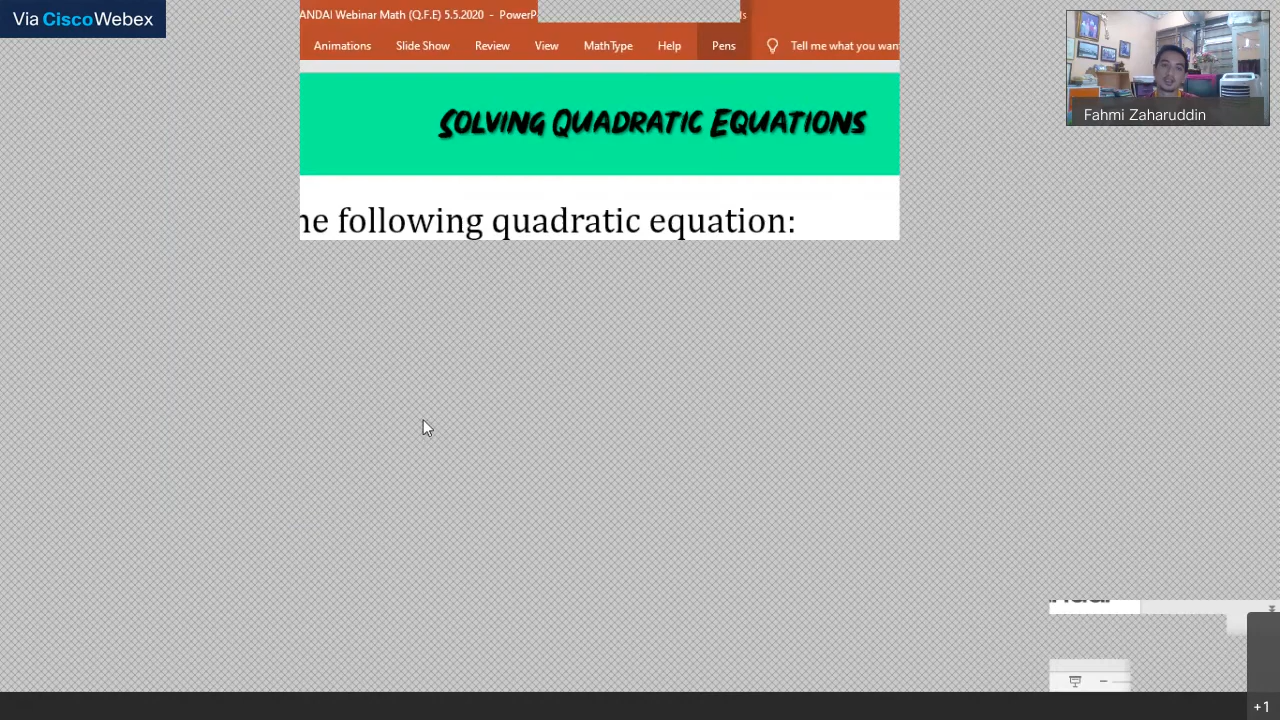 Via CiscoWebex
ANDAI Webinar Math (Q.F.E) 5.5.2020 - PowerP
Animations Slide Show Review View MathType Help Pens Tell me what you wan
Fahmi Zaharuddin
Solving Quadratic Equations
he following quadratic equation:
+1